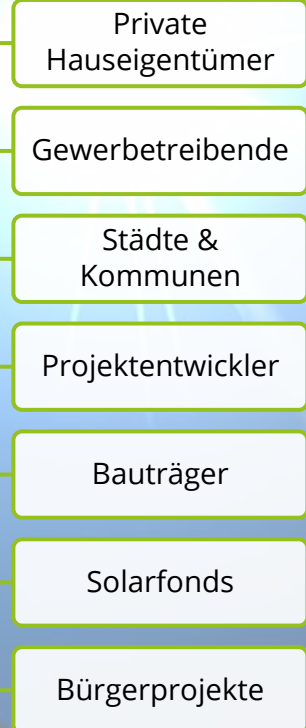 Private
Hauseigentümer
Gewerbetreibende
Städte &
Kommunen
Projektentwickler
Bauträger
Solarfonds
Bürgerprojekte